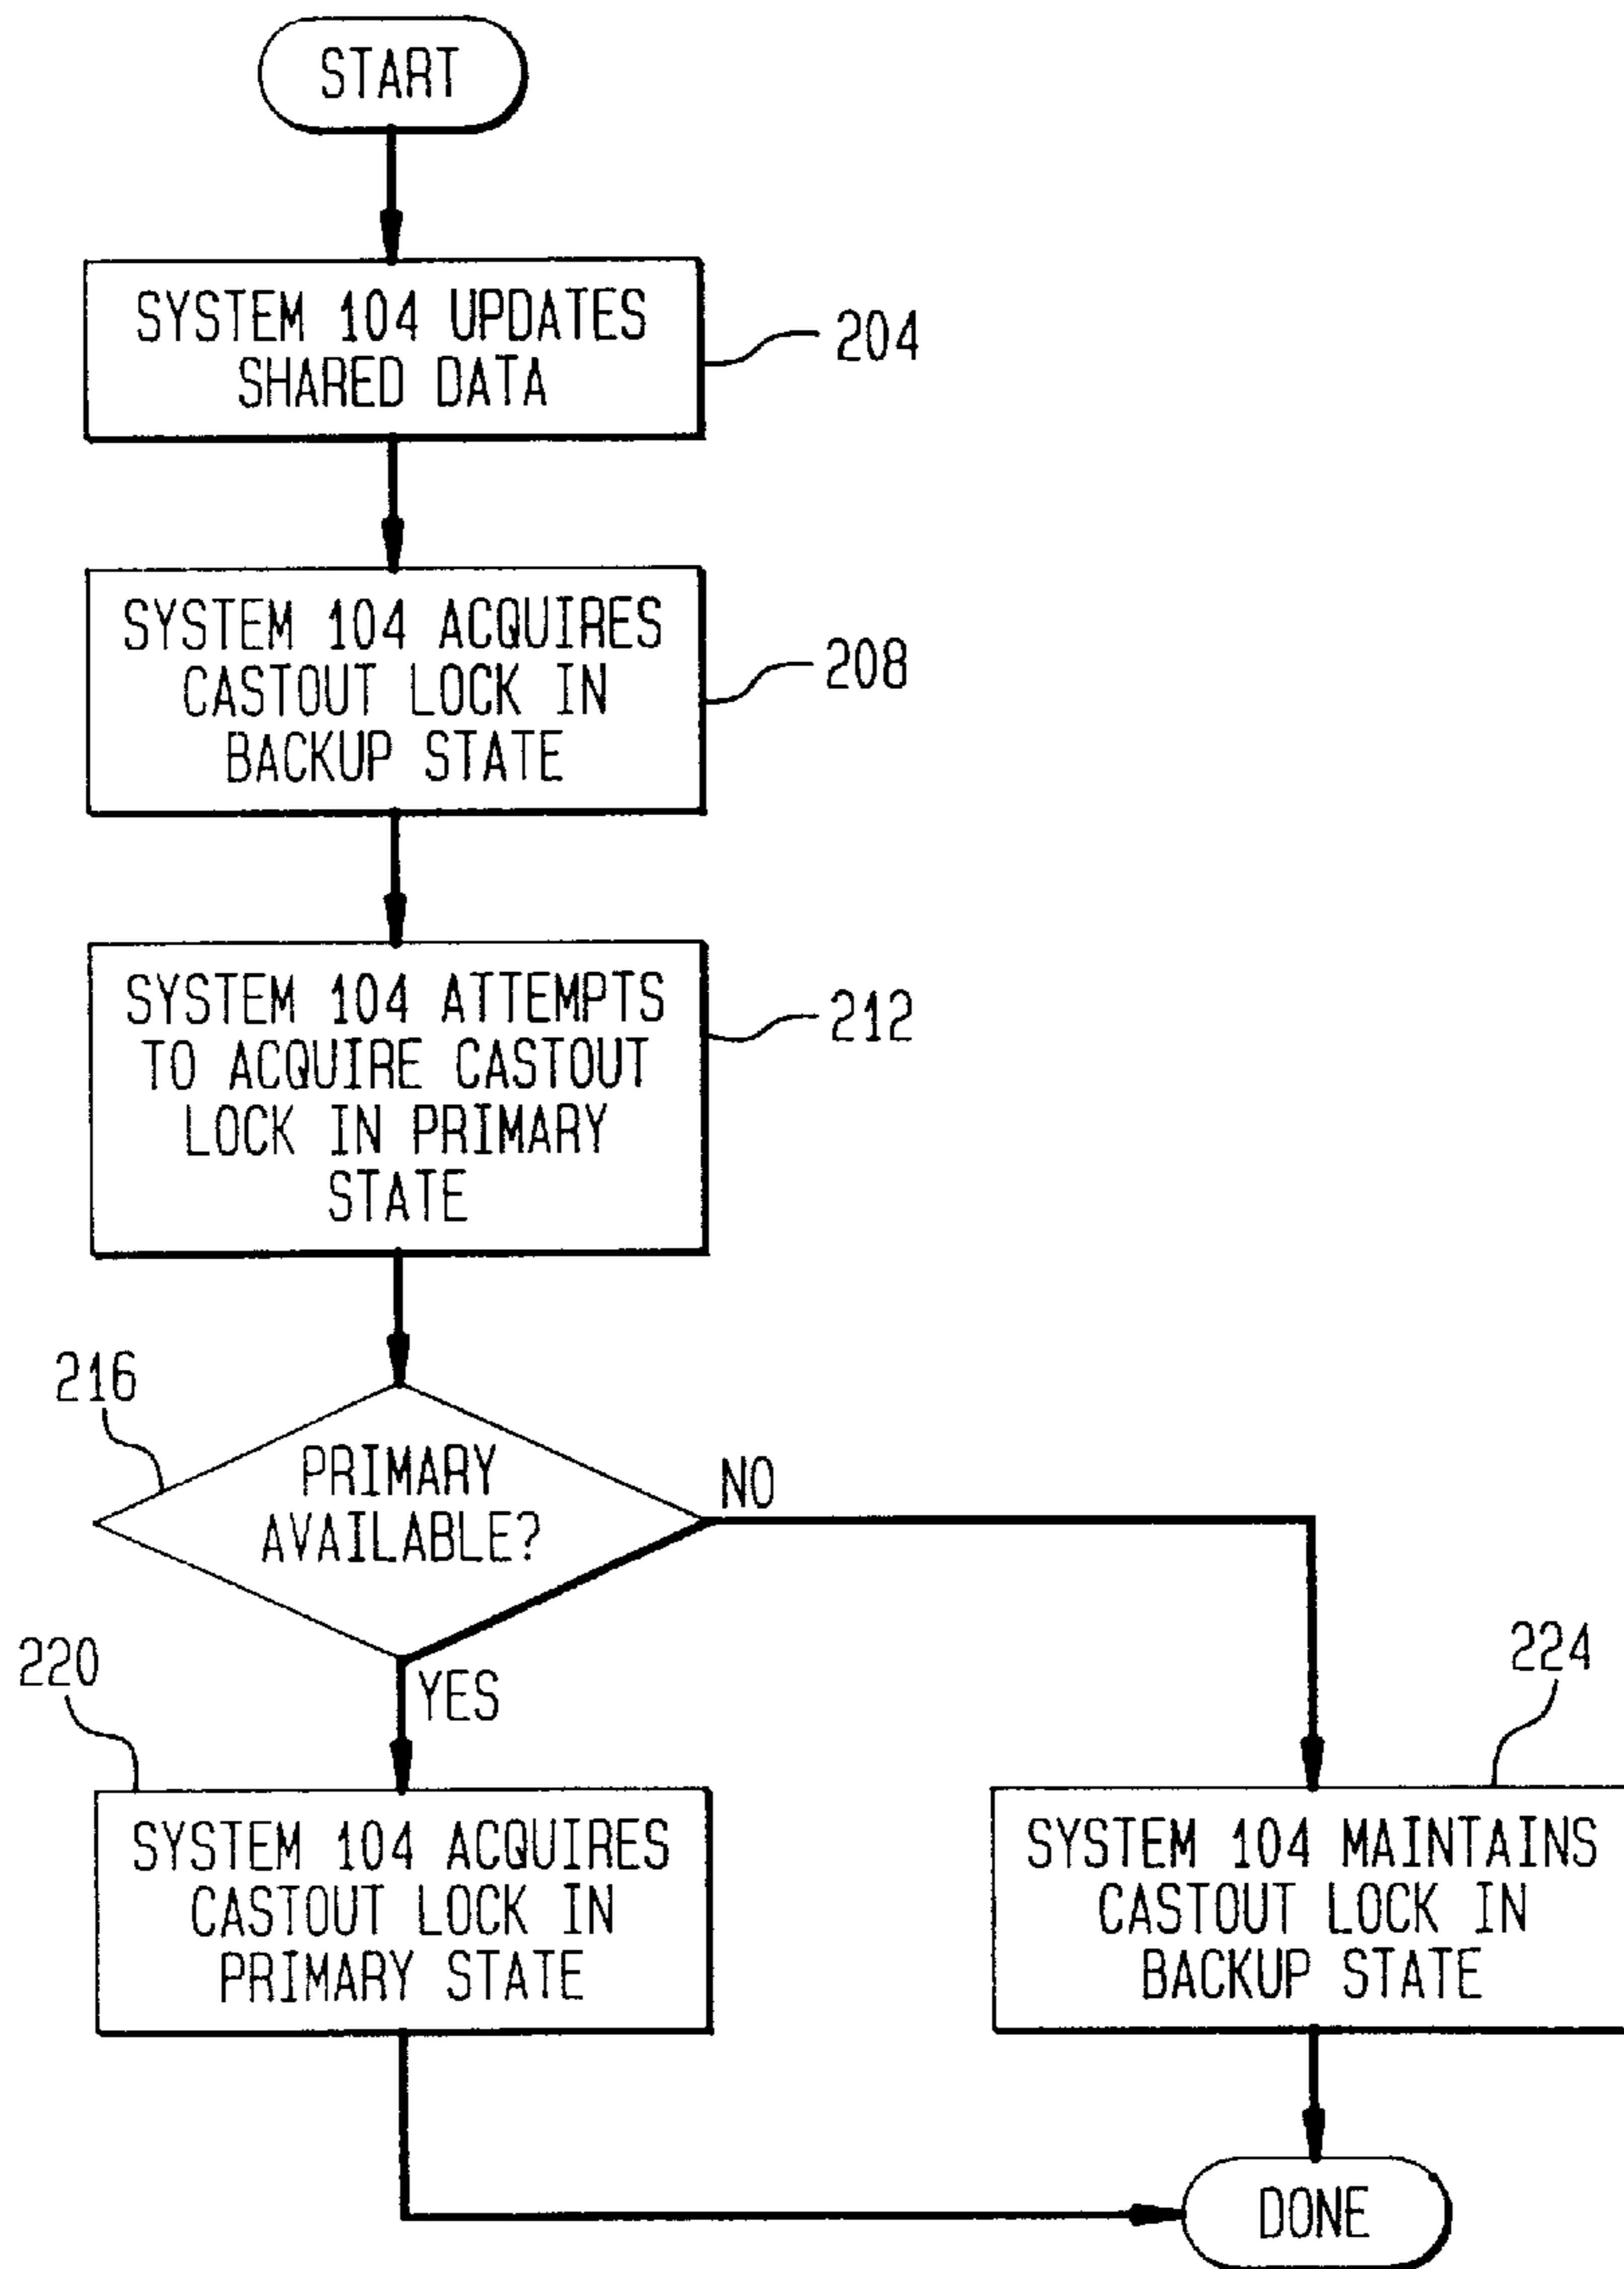 START
SYSTEM 104 UPDATES
SHARED DATA
204
SYSTEM 104 ACQUIRES
CASTOUT LOCK IN
BACKUP STATE
208
SYSTEM 104 ATTEMPTS
TO ACQUIRE CASTOUT
LOCK IN PRIMARY
STATE
212
216
PRIMARY
AVAILABLE?
NO
YES
220
SYSTEM 104 ACQUIRES
CASTOUT LOCK IN
PRIMARY STATE
224
SYSTEM 104 MAINTAINS
CASTOUT LOCK IN
BACKUP STATE
DONE